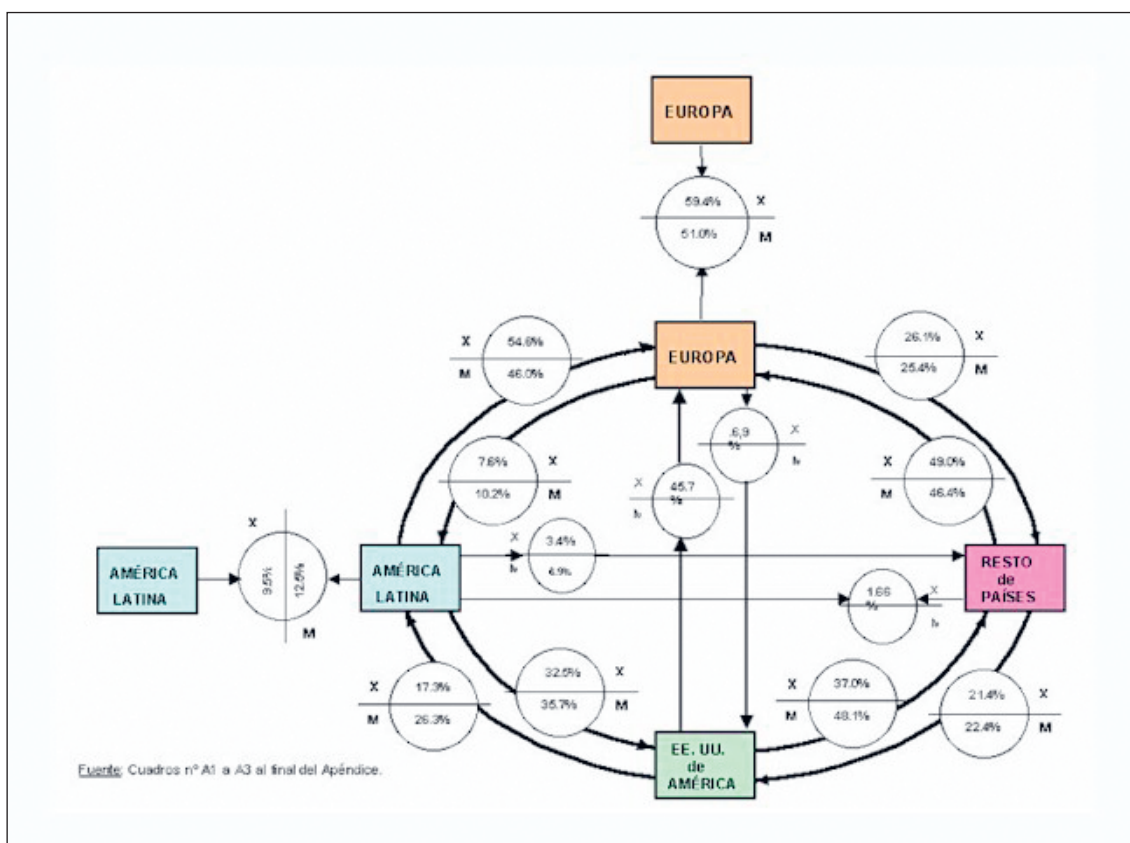 EUROPA
59.4% X
51.0% M
X 54.6%
M 46.0%
EUROPA
26.1% X
25.4% M
7.6% X
10.2% M
X 45.7
%
6,9 X
%
X 49.0%
M 46.4%
AMÉRICA
LATINA
X
9.5%
12.5%
M
AMÉRICA
LATINA
X 3.4%
6.9%
1.66 X
%
RESTO
de
PAÍSES
X 17.3%
M 26.3%
32.5% X
35.7% M
X 37.0%
M 48.1%
21.4% X
22.4% M
EE. UU.
de
AMÉRICA
Fuente: Cuadros nº A1 a A3 al final del Apéndice.